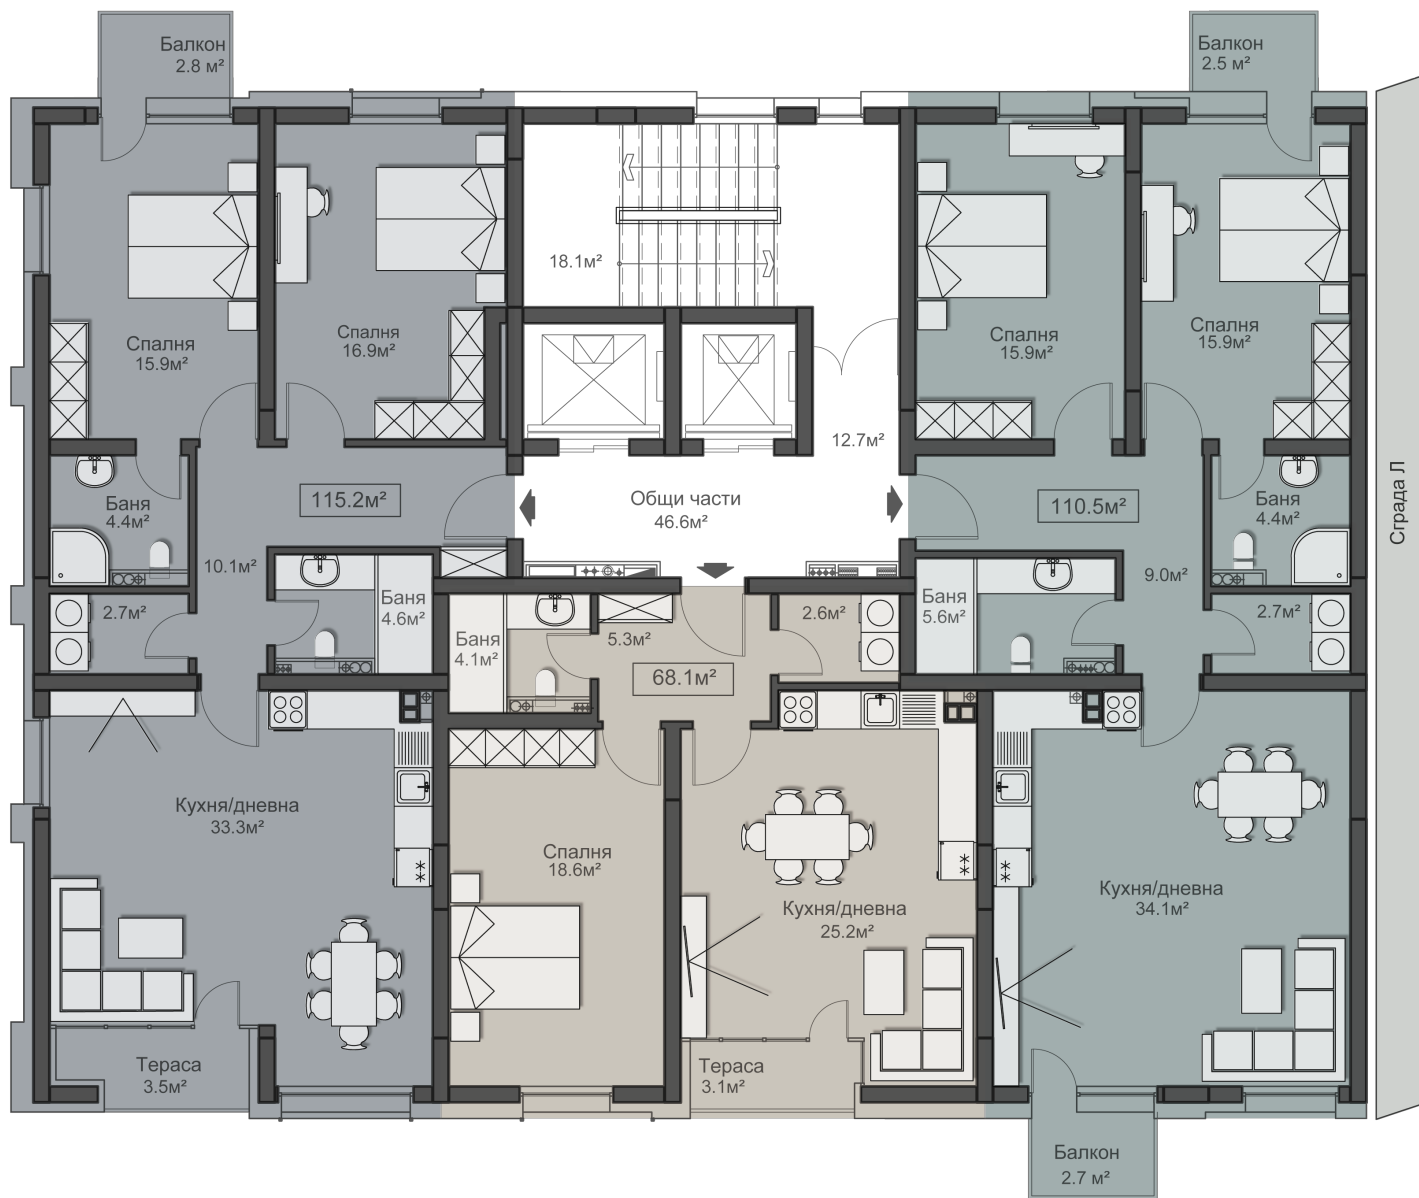 Балкон
2.8 м²
Балкон
2.5 м²
18.1м²
Спалня
15.9м²
Спалня
16.9м²
Спалня
15.9м²
Спалня
15.9м²
12.7м²
Баня
4.4м²
115.2м²
Общи части
46.6м²
110.5м²
Баня
4.4м²
Сграда Л
10.1м²
9.0м²
2.7м²
Баня
4.6м²
Баня
4.1м²
5.3м²
2.6м²
Баня
5.6м²
2.7м²
68.1м²
Кухня/дневна
33.3м²
Спалня
18.6м²
Кухня/дневна
25.2м²
Кухня/дневна
34.1м²
Тераса
3.5м²
Тераса
3.1м²
Балкон
2.7 м²